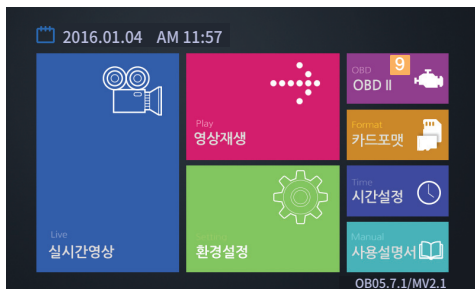 2016.01.04 AM 11:57
Live
실시간영상
Play
영상재생
환경설정
OBD
9
OBD II
Format
카드포맷
Time
시간설정
Manual
사용설명서
OB05.7.1/MV2.1